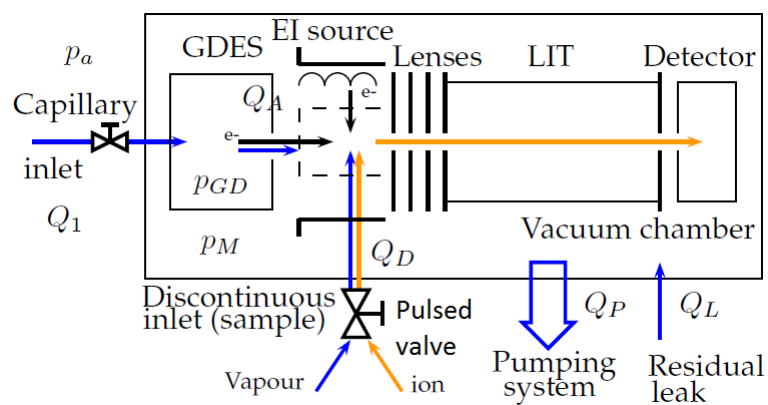 EI source
GDES
Lenses
LIT
Detector
p_a
Capillary
Q_A
e-
e-
inlet
p_GD
Q_1
p_M
Q_D
Vacuum chamber
Discontinuous
inlet (sample)
Pulsed
valve
Q_P
Q_L
Vapour
ion
Pumping
system
Residual
leak